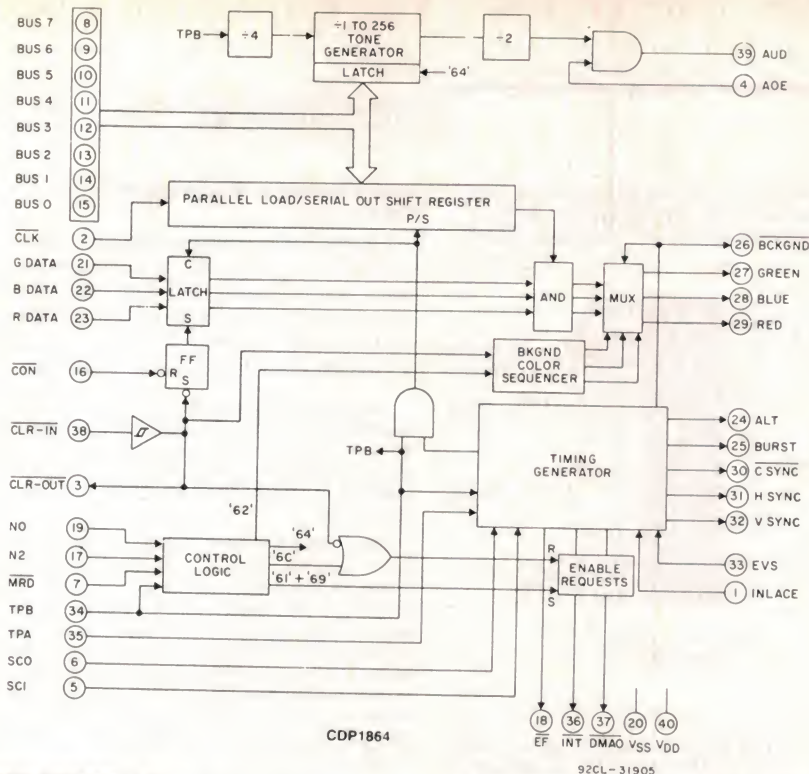 BUS 7 8
BUS 6 9
BUS 5 10
BUS 4 11
BUS 3 12
BUS 2 13
BUS 1 14
BUS 0 15
CLK 2
G DATA 21
B DATA 22
R DATA 23
CON 16
CLR-IN 38
CLR-OUT 3
N0 19
N2 17
MRD 7
TPB 34
TPA 35
SC0 6
SC1 5
TPB
÷4
÷1 TO 256
TONE
GENERATOR
LATCH
'64'
÷2
39 AUD
4 AOE
PARALLEL LOAD/SERIAL OUT SHIFT REGISTER
P/S
C
LATCH
S
FF
R
S
AND
MUX
BKGND
COLOR
SEQUENCER
26 BCKGND
27 GREEN
28 BLUE
29 RED
TPB
TIMING
GENERATOR
24 ALT
25 BURST
30 C SYNC
31 H SYNC
32 V SYNC
33 EVS
1 INLACE
'62'
CONTROL
LOGIC
'64'
'6C'
'61' + '69'
R
S
ENABLE
REQUESTS
18 36 37 20 40
EF INT DMAO VSS VDD
CDP1864
92CL-31905